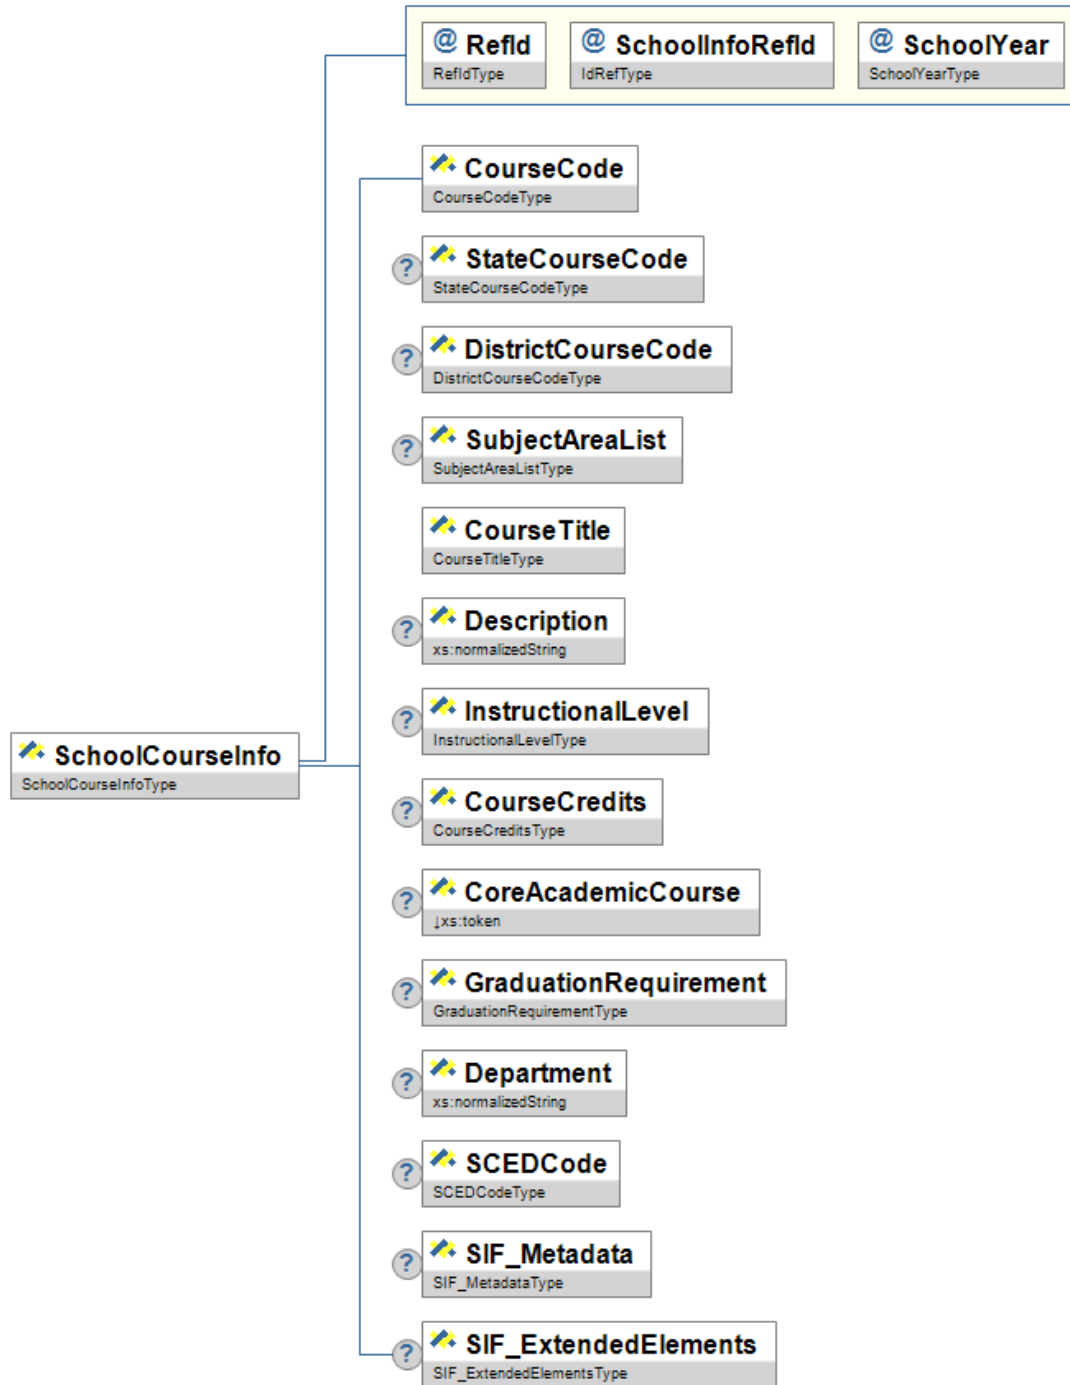 @ RefId
RefIdType
@ SchoolInfoRefId
IdRefType
@ SchoolYear
SchoolYearType
CourseCode
CourseCodeType
? StateCourseCode
StateCourseCodeType
? DistrictCourseCode
DistrictCourseCodeType
? SubjectAreaList
SubjectAreaListType
CourseTitle
CourseTitleType
? Description
xs:normalizedString
? InstructionalLevel
InstructionalLevelType
SchoolCourseInfo
SchoolCourseInfoType
? CourseCredits
CourseCreditsType
? CoreAcademicCourse
↓xs:token
? GraduationRequirement
GraduationRequirementType
? Department
xs:normalizedString
? SCEDCode
SCEDCodeType
? SIF_Metadata
SIF_MetadataType
? SIF_ExtendedElements
SIF_ExtendedElementsType